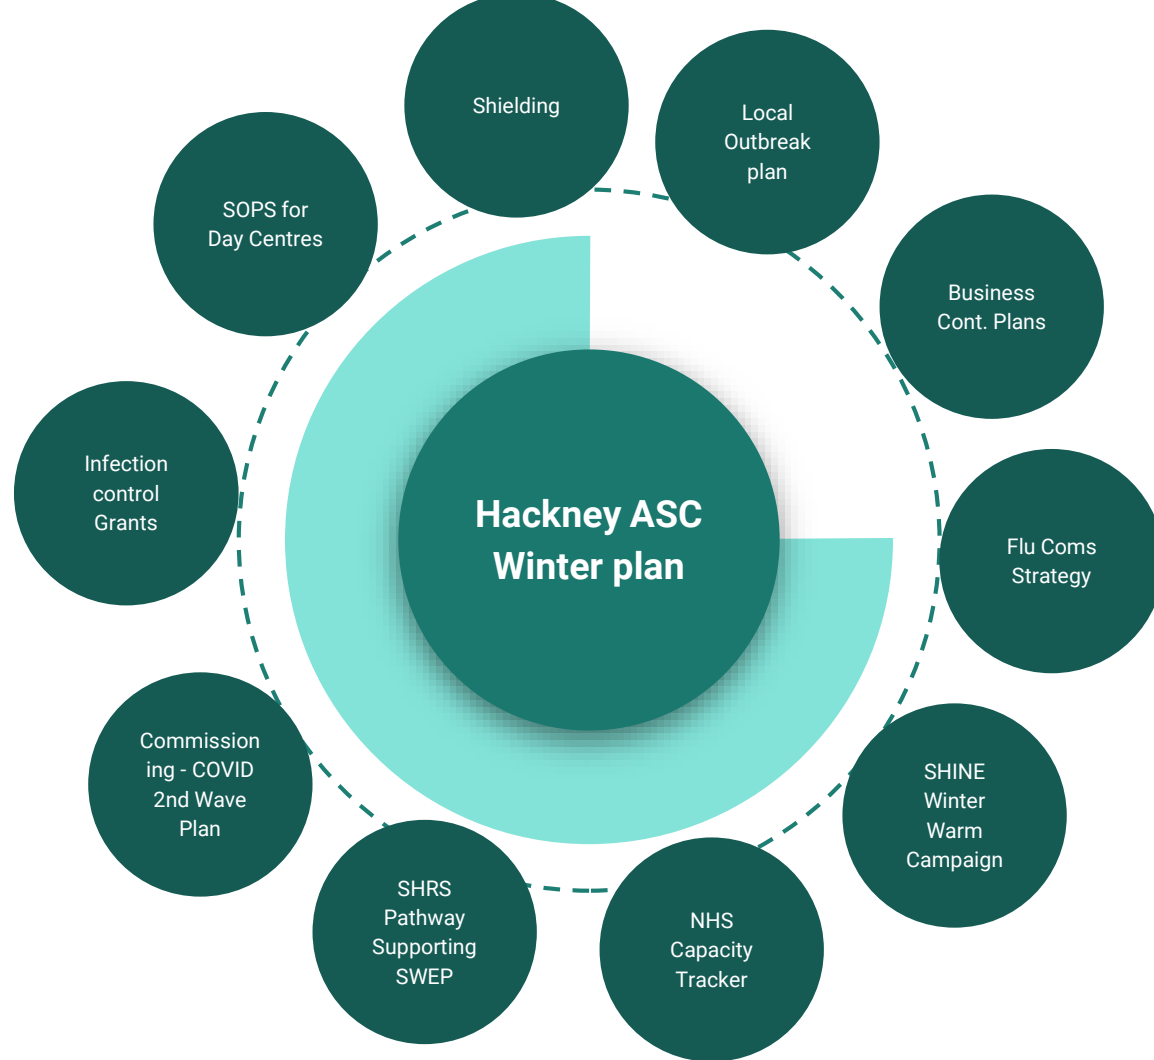 Shielding
Local
Outbreak
plan
SOPS for
Day Centres
Business
Cont. Plans
Infection
control
Grants
Hackney ASC
Winter plan
Flu Coms
Strategy
Commission
ing - COVID
2nd Wave
Plan
SHINE
Winter
Warm
Campaign
SHRS
Pathway
Supporting
SWEP
NHS
Capacity
Tracker